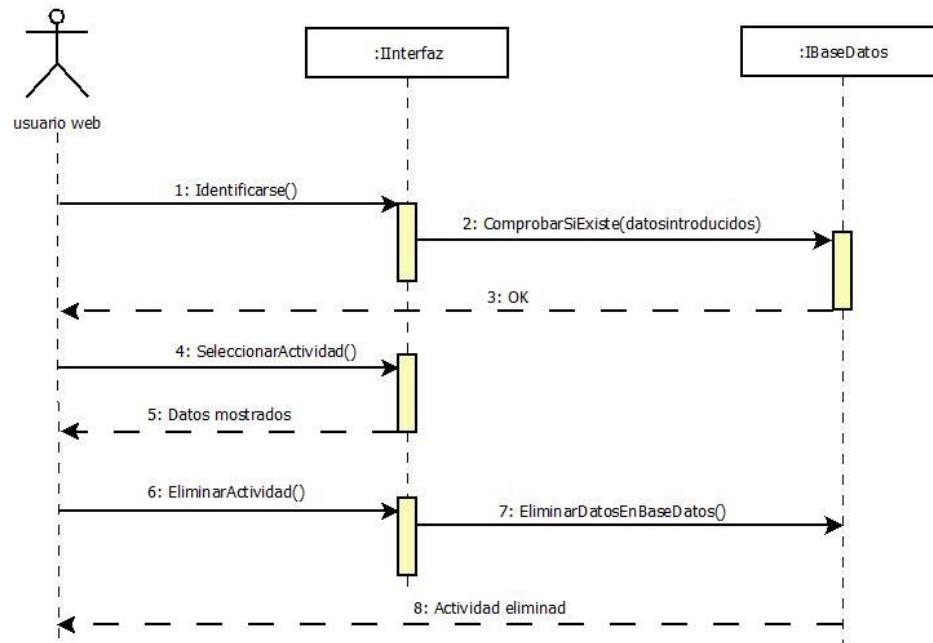 :IInterfaz
:IBaseDatos
usuario web
1: Identificarse()
2: ComprobarSiExiste(datosintroducidos)
3: OK
4: SeleccionarActividad()
5: Datos mostrados
6: EliminarActividad()
7: EliminarDatosEnBaseDatos()
8: Actividad eliminad